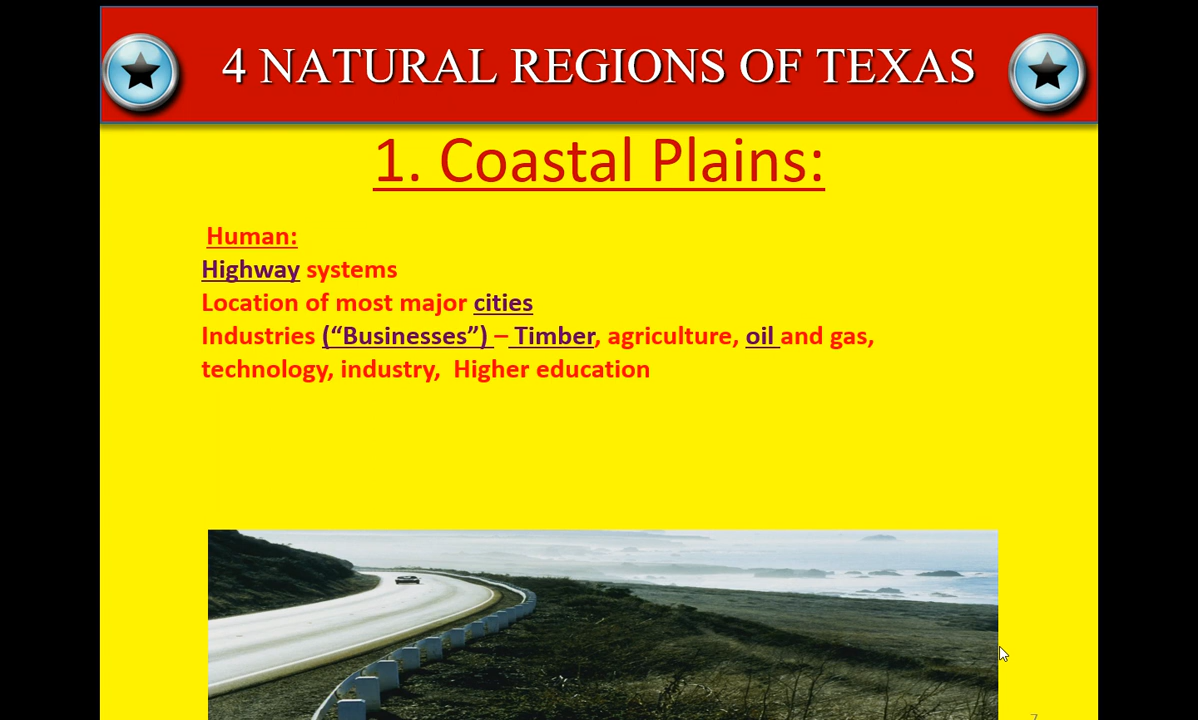 4 NATURAL REGIONS OF TEXAS
1. Coastal Plains:
Human:
Highway systems
Location of most major cities
Industries (“Businesses”) – Timber, agriculture, oil and gas,
technology, industry,  Higher education
7